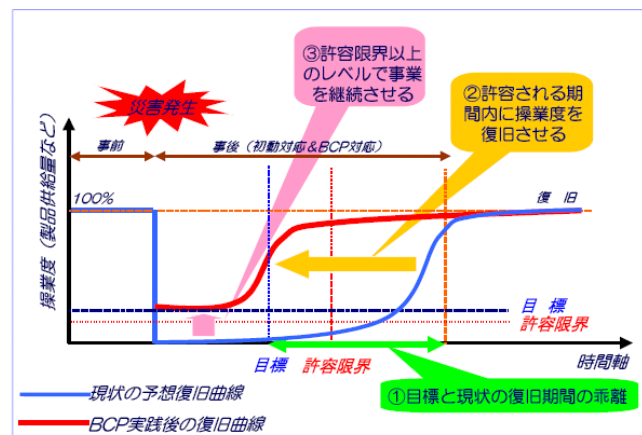 ③許容限界以上
のレベルで事業
を継続させる
災害発生
②許容される期
間内に操業度を
復旧させる
事前
事後（初動対応＆BCP対応）
操業度（製品供給量など）
100%
復 旧
目 標
許容限界
目標
許容限界
時間軸
①目標と現状の復旧期間の乖離
現状の予想復旧曲線
BCP実践後の復旧曲線